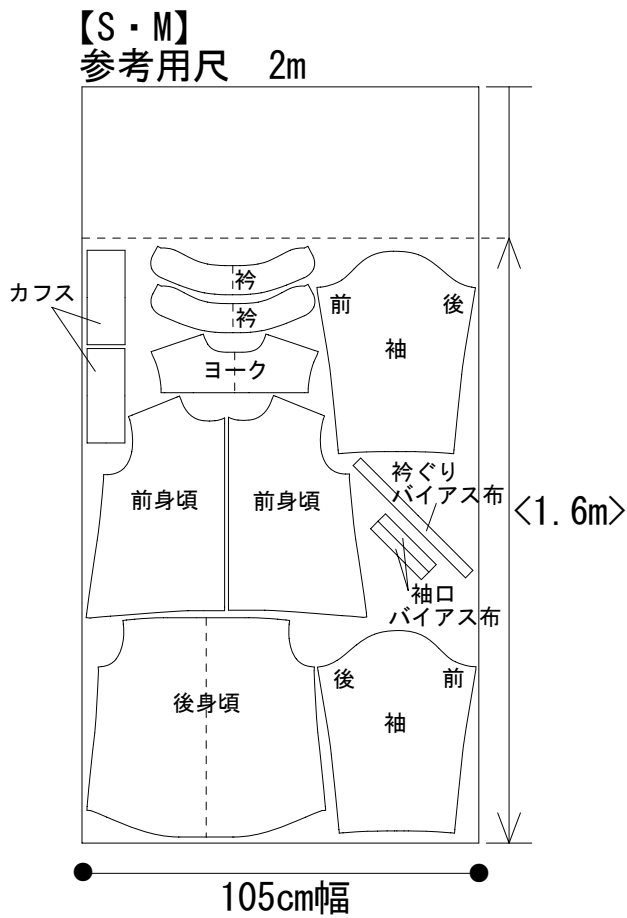 【S・M】
参考用尺　2m
カフス
衿
衿
前
後
袖
ヨーク
前身頃
前身頃
衿ぐり
バイアス布
<1.6m>
袖口
バイアス布
後身頃
後
前
袖
105cm幅